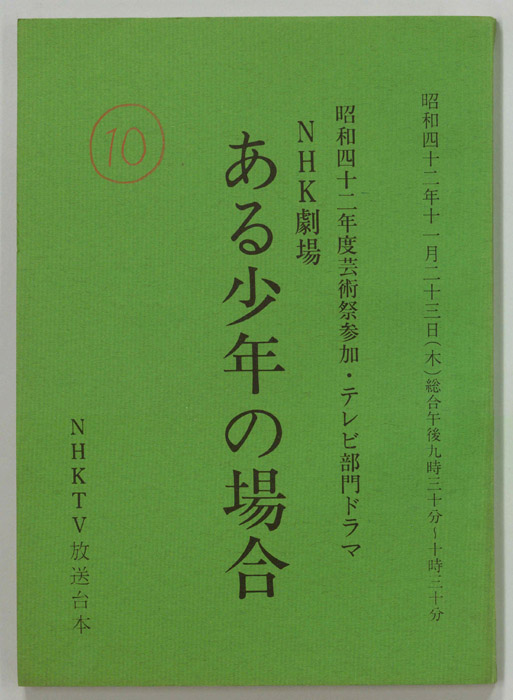 昭和四十二年十一月二十三日(木)総合午後九時三十分~十時三十分
昭和四十二年度芸術祭参加・テレビ部門ドラマ
NHK劇場
ある少年の場合
10
NHKTV放送台本